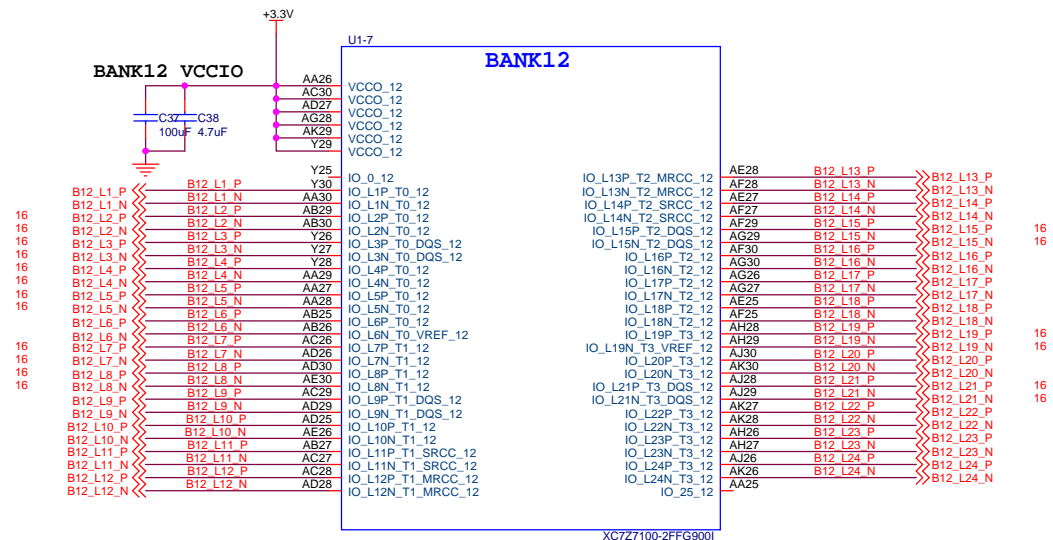 +3.3V
U1-7
BANK12
BANK12 VCCIO
C37
100uF
C38
4.7uF
AA26 VCCO_12
AC30 VCCO_12
AD27 VCCO_12
AG28 VCCO_12
AK29 VCCO_12
Y29 VCCO_12
Y25 IO_0_12
B12_L1_P B12_L1_P Y30 IO_L1P_T0_12
B12_L1_N B12_L1_N AA30 IO_L1N_T0_12
16 B12_L2_P B12_L2_P AB29 IO_L2P_T0_12
16 B12_L2_N B12_L2_N AB30 IO_L2N_T0_12
16 B12_L3_P B12_L3_P Y26 IO_L3P_T0_DQS_12
16 B12_L3_N B12_L3_N Y27 IO_L3N_T0_DQS_12
16 B12_L4_P B12_L4_P Y28 IO_L4P_T0_12
16 B12_L4_N B12_L4_N AA29 IO_L4N_T0_12
16 B12_L5_P B12_L5_P AA27 IO_L5P_T0_12
16 B12_L5_N B12_L5_N AA28 IO_L5N_T0_12
B12_L6_P B12_L6_P AB25 IO_L6P_T0_12
B12_L6_N B12_L6_N AB26 IO_L6N_T0_VREF_12
16 B12_L7_P B12_L7_P AC26 IO_L7P_T1_12
16 B12_L7_N B12_L7_N AD26 IO_L7N_T1_12
16 B12_L8_P B12_L8_P AD30 IO_L8P_T1_12
16 B12_L8_N B12_L8_N AE30 IO_L8N_T1_12
B12_L9_P B12_L9_P AC29 IO_L9P_T1_DQS_12
B12_L9_N B12_L9_N AD29 IO_L9N_T1_DQS_12
B12_L10_P B12_L10_P AD25 IO_L10P_T1_12
B12_L10_N B12_L10_N AE26 IO_L10N_T1_12
B12_L11_P B12_L11_P AB27 IO_L11P_T1_SRCC_12
B12_L11_N B12_L11_N AC27 IO_L11N_T1_SRCC_12
B12_L12_P B12_L12_P AC28 IO_L12P_T1_MRCC_12
B12_L12_N B12_L12_N AD28 IO_L12N_T1_MRCC_12
IO_L13P_T2_MRCC_12 AE28 B12_L13_P B12_L13_P
IO_L13N_T2_MRCC_12 AF28 B12_L13_N B12_L13_N
IO_L14P_T2_SRCC_12 AE27 B12_L14_P B12_L14_P
IO_L14N_T2_SRCC_12 AF27 B12_L14_N B12_L14_N
IO_L15P_T2_DQS_12 AF29 B12_L15_P B12_L15_P 16
IO_L15N_T2_DQS_12 AG29 B12_L15_N B12_L15_N 16
IO_L16P_T2_12 AF30 B12_L16_P B12_L16_P
IO_L16N_T2_12 AG30 B12_L16_N B12_L16_N
IO_L17P_T2_12 AG26 B12_L17_P B12_L17_P
IO_L17N_T2_12 AG27 B12_L17_N B12_L17_N
IO_L18P_T2_12 AE25 B12_L18_P B12_L18_P
IO_L18N_T2_12 AF25 B12_L18_N B12_L18_N
IO_L19P_T3_12 AH28 B12_L19_P B12_L19_P 16
IO_L19N_T3_VREF_12 AH29 B12_L19_N B12_L19_N 16
IO_L20P_T3_12 AJ30 B12_L20_P B12_L20_P
IO_L20N_T3_12 AK30 B12_L20_N B12_L20_N
IO_L21P_T3_DQS_12 AJ28 B12_L21_P B12_L21_P 16
IO_L21N_T3_DQS_12 AJ29 B12_L21_N B12_L21_N 16
IO_L22P_T3_12 AK27 B12_L22_P B12_L22_P
IO_L22N_T3_12 AK28 B12_L22_N B12_L22_N
IO_L23P_T3_12 AH26 B12_L23_P B12_L23_P
IO_L23N_T3_12 AH27 B12_L23_N B12_L23_N
IO_L24P_T3_12 AJ26 B12_L24_P B12_L24_P
IO_L24N_T3_12 AK26 B12_L24_N B12_L24_N
IO_25_12 AA25
XC7Z7100-2FFG900I